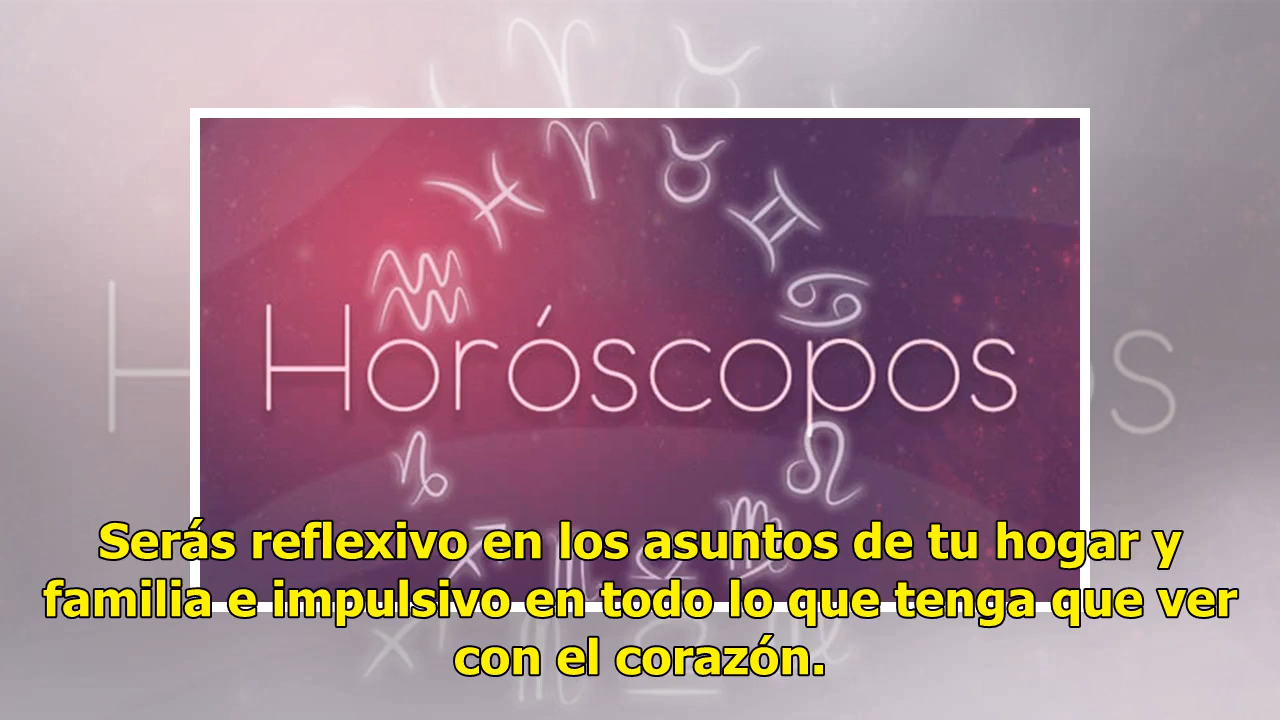 Horóscopos
Serás reflexivo en los asuntos de tu hogar y
familia e impulsivo en todo lo que tenga que ver
con el corazón.